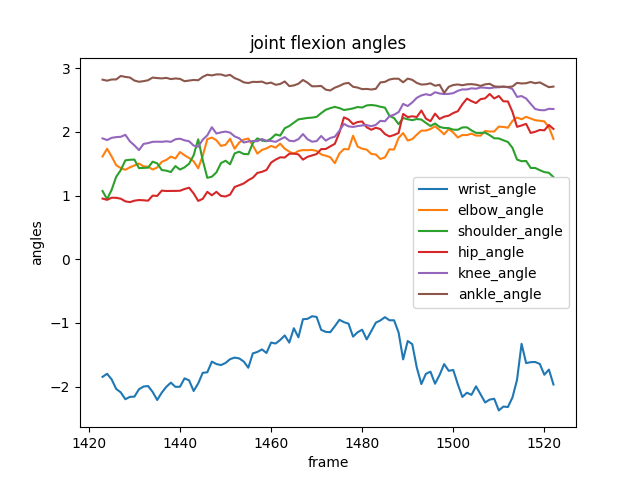 joint flexion angles
3
2
1
0
−1
−2
angles
1420
1440
1460
1480
1500
1520
frame
wrist_angle
elbow_angle
shoulder_angle
hip_angle
knee_angle
ankle_angle